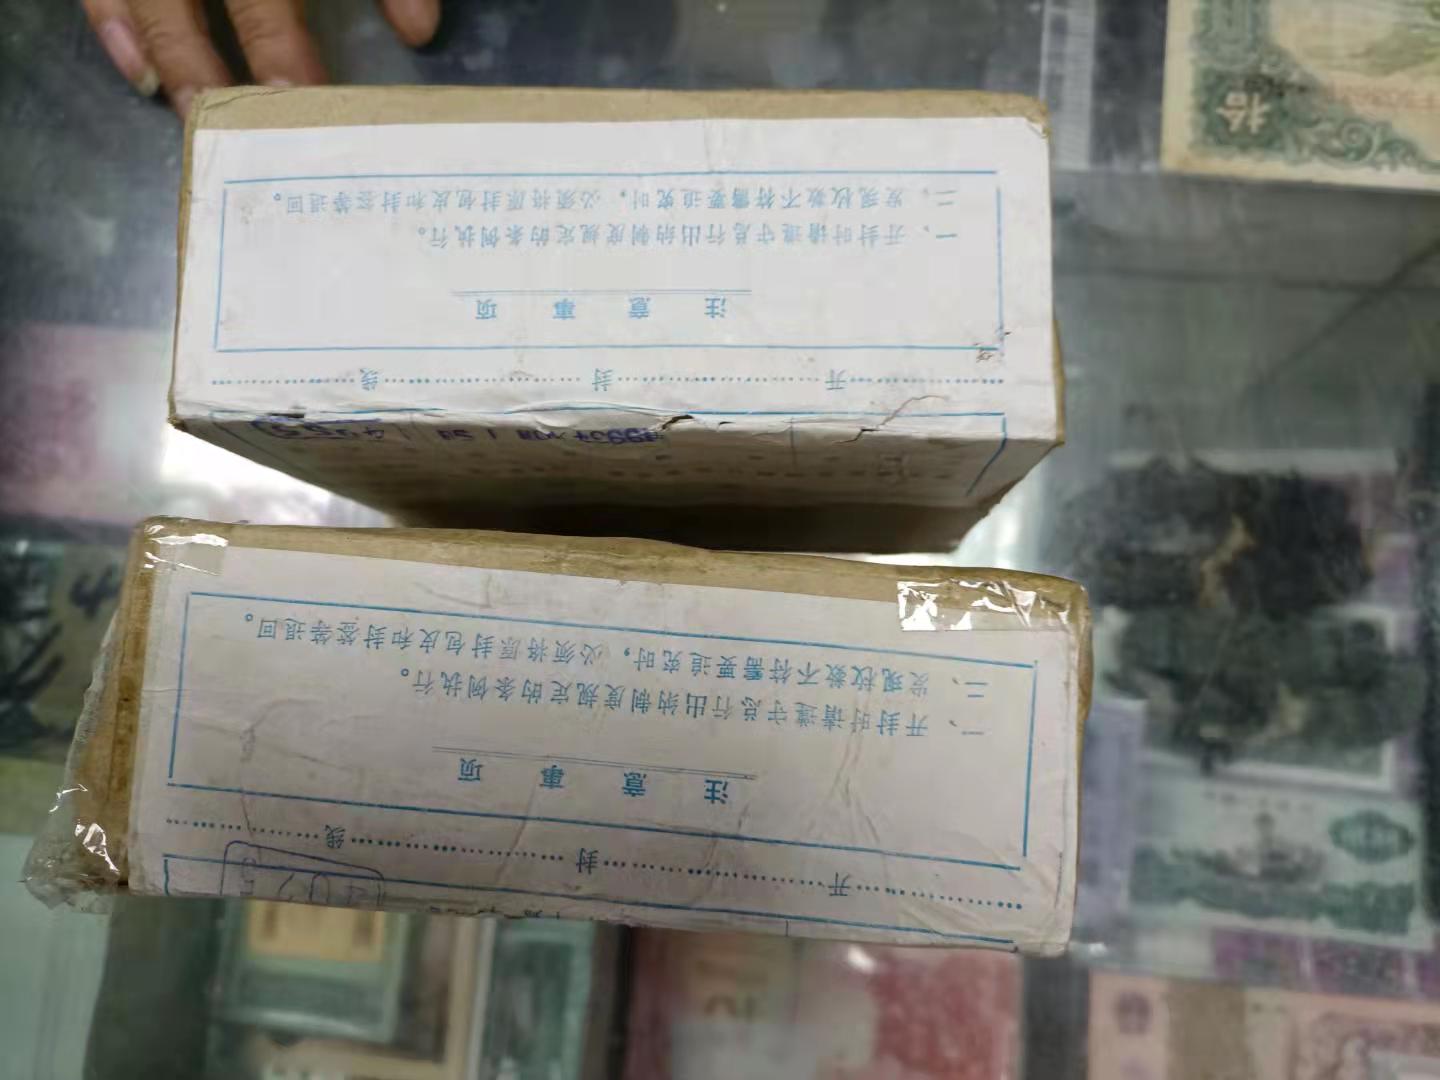 注意事项
一、开封时请遵守总行出纳制度规定的条例执行。
二、发现枚数不符需要追究时，必须将原封包皮和封签等退回。
开 封 线
注意事项
一、开封时请遵守总行出纳制度规定的条例执行。
二、发现枚数不符需要追究时，必须将原封包皮和封签等退回。
开 封 线
拾